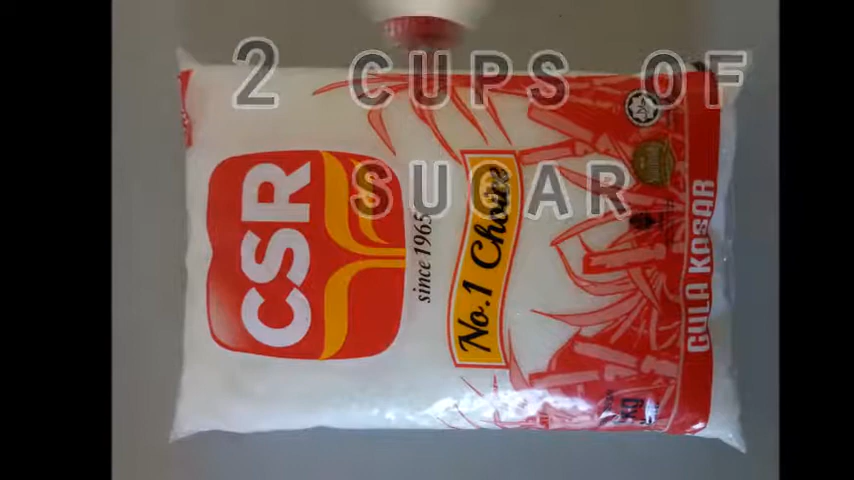 2 CUPS OF
SUGAR
CSR
since 1965
No.1 Choice
GULA KASAR